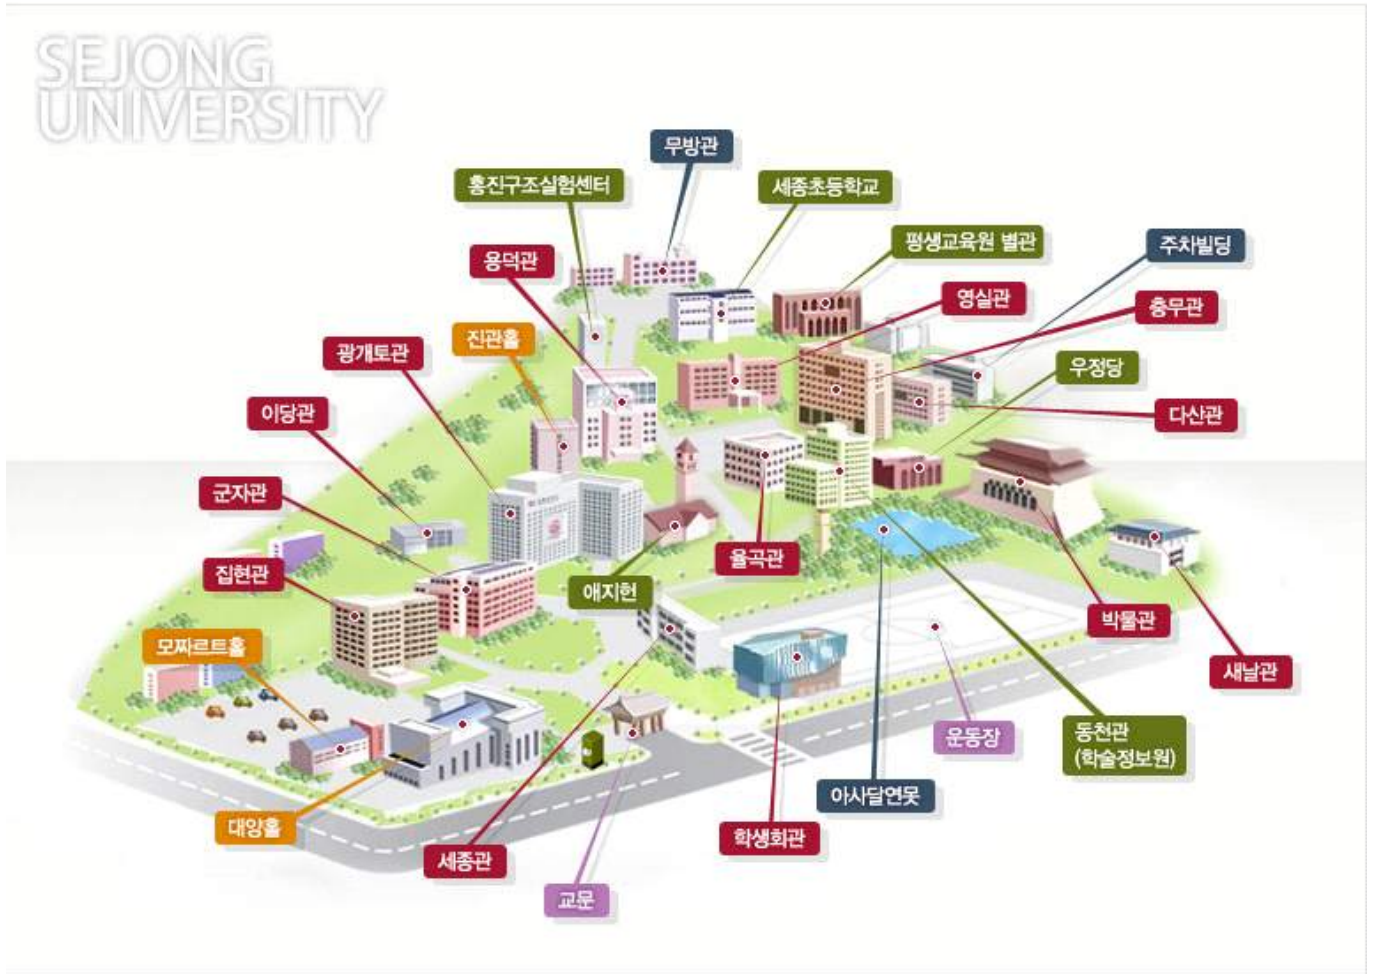 SEJONG
UNIVERSITY
무방관
홍진구조실험센터
세종초등학교
평생교육원 별관
주차빌딩
용덕관
영실관
충무관
진관홀
광개토관
우정당
이당관
다산관
군자관
집현관
율곡관
애지헌
박물관
모짜르트홀
새날관
운동장
동천관
(학술정보원)
아사달연못
대양홀
학생회관
세종관
교문